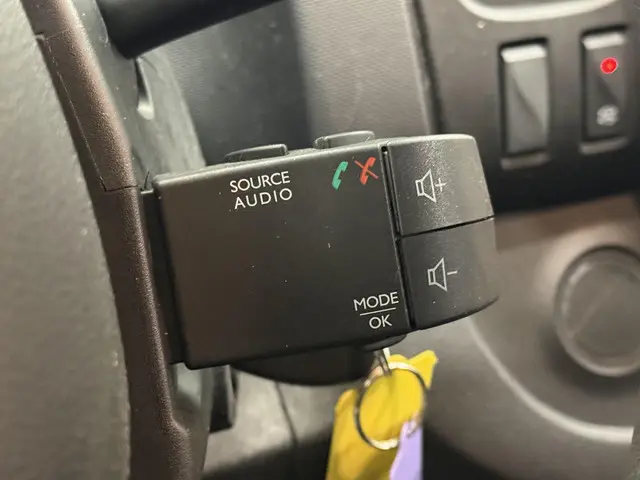 SOURCE
AUDIO
+
-
MODE
OK